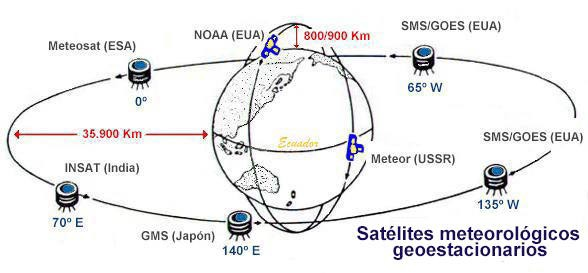 NOAA (EUA)
800/900 Km
SMS/GOES (EUA)
Meteosat (ESA)
0º
65º W
35.900 Km
Ecuador
SMS/GOES (EUA)
Meteor (USSR)
INSAT (India)
70º E
135º W
GMS (Japón)
140º E
Satélites meteorológicos
geoestacionarios